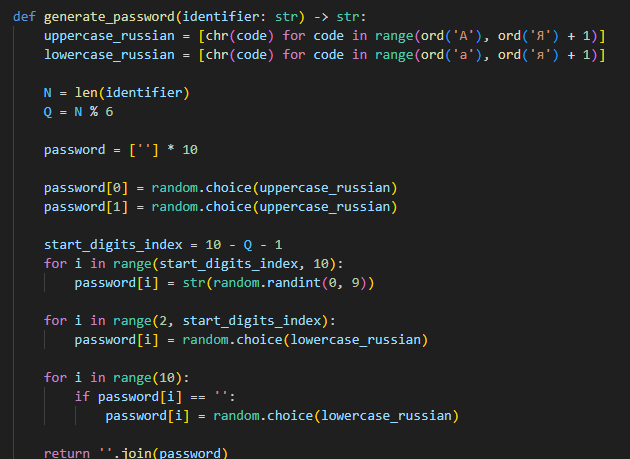 def generate_password(identifier: str) -> str:
uppercase_russian = [chr(code) for code in range(ord('А'), ord('Я') + 1)]
lowercase_russian = [chr(code) for code in range(ord('а'), ord('я') + 1)]
N = len(identifier)
Q = N % 6
password = [''] * 10
password[0] = random.choice(uppercase_russian)
password[1] = random.choice(uppercase_russian)
start_digits_index = 10 - Q - 1
for i in range(start_digits_index, 10):
password[i] = str(random.randint(0, 9))
for i in range(2, start_digits_index):
password[i] = random.choice(lowercase_russian)
for i in range(10):
if password[i] == '':
password[i] = random.choice(lowercase_russian)
return ''.join(password)